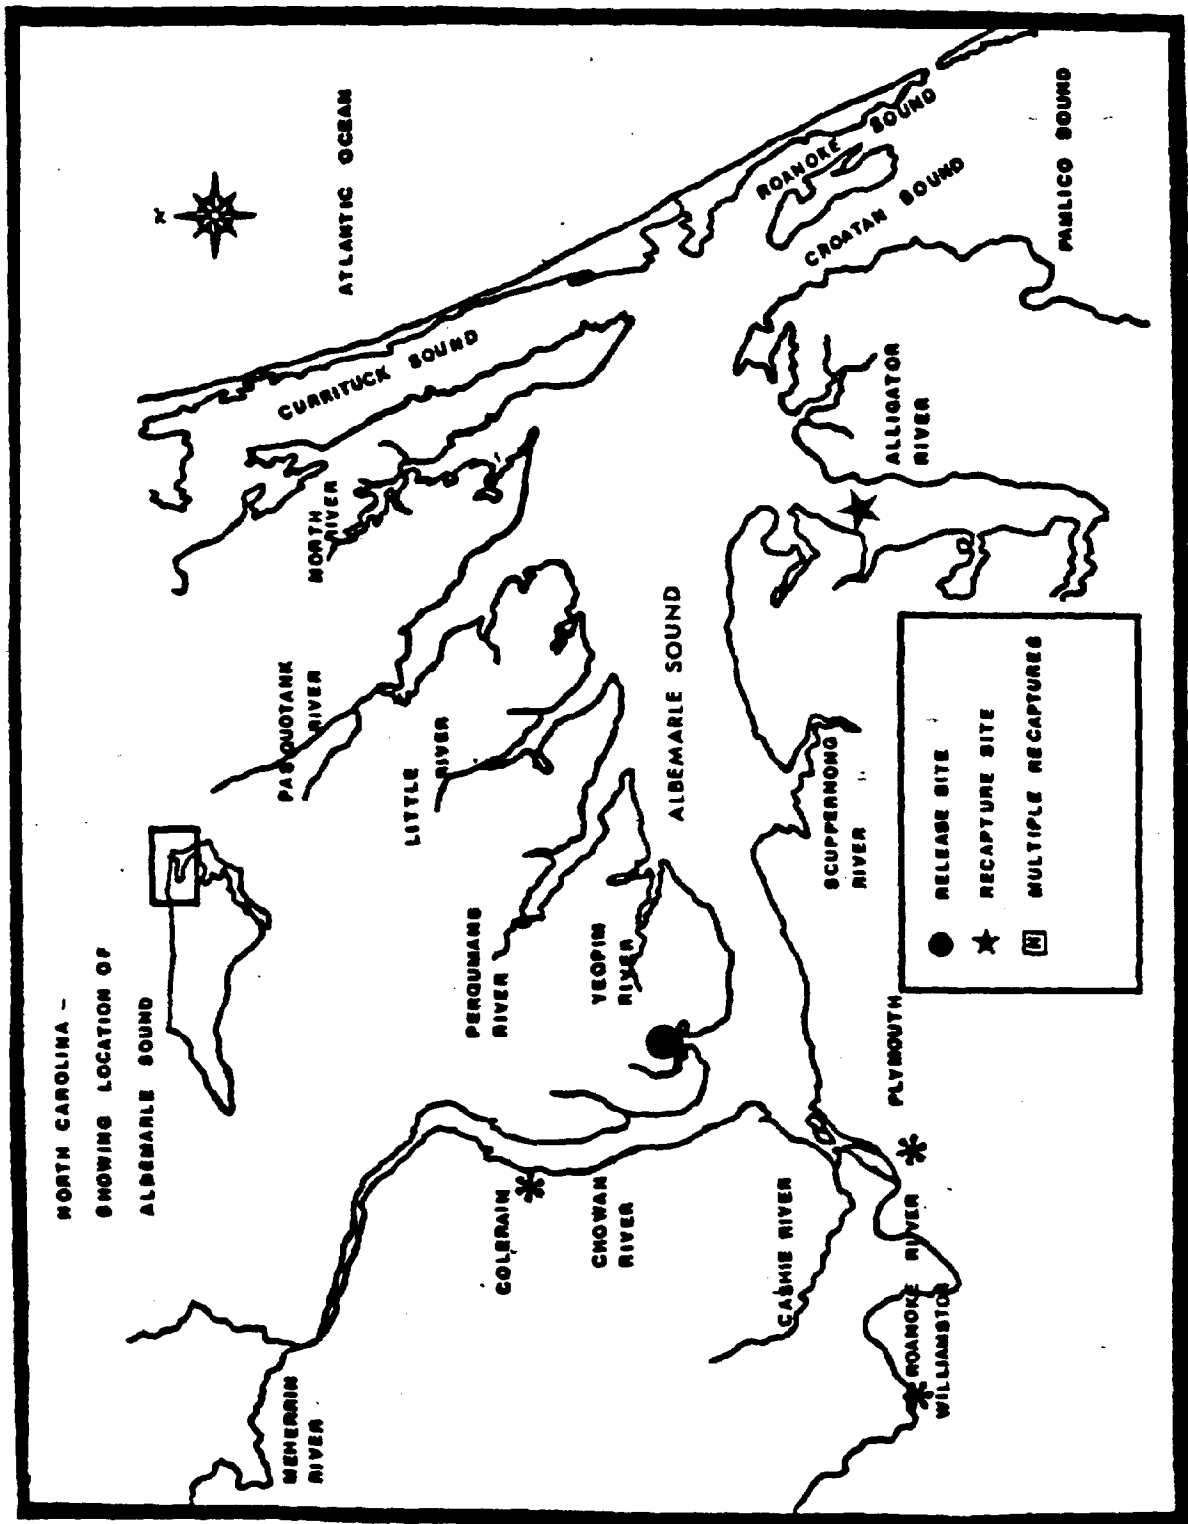 NORTH CAROLINA -
SHOWING LOCATION OF
ALBEMARLE SOUND
N
ATLANTIC OCEAN
CURRITUCK SOUND
ROANOKE SOUND
CROATAN SOUND
PAMLICO SOUND
NORTH
RIVER
PASQUOTANK
RIVER
LITTLE
RIVER
PERQUIMANS
RIVER
YEOPIM
RIVER
ALBEMARLE SOUND
ALLIGATOR
RIVER
SCUPPERNONG
RIVER
MEHERRIN
RIVER
COLERAIN
CHOWAN
RIVER
CASHIE RIVER
PLYMOUTH
ROANOKE RIVER
WILLIAMSTON
RELEASE SITE
RECAPTURE SITE
N MULTIPLE RECAPTURES